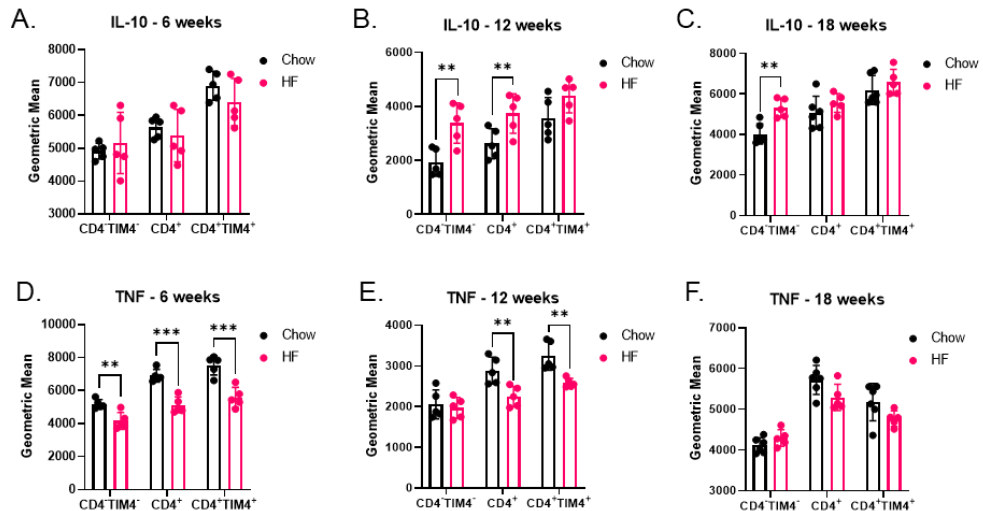 A.
IL-10 - 6 weeks
Geometric Mean
8000
7000
6000
5000
4000
3000
Chow
HF
CD4⁻TIM4⁻
CD4⁺
CD4⁺TIM4⁺
B.
IL-10 - 12 weeks
Geometric Mean
6000
4000
2000
0
**
**
Chow
HF
CD4⁻TIM4⁻
CD4⁺
CD4⁺TIM4⁺
C.
IL-10 - 18 weeks
Geometric Mean
8000
6000
4000
2000
0
**
Chow
HF
CD4⁻TIM4⁻
CD4⁺
CD4⁺TIM4⁺
D.
TNF - 6 weeks
Geometric Mean
10000
8000
6000
4000
2000
0
**
***
***
Chow
HF
CD4⁻TIM4⁻
CD4⁺
CD4⁺TIM4⁺
E.
TNF - 12 weeks
Geometric Mean
4000
3000
2000
1000
0
**
**
Chow
HF
CD4⁻TIM4⁻
CD4⁺
CD4⁺TIM4⁺
F.
TNF - 18 weeks
Geometric Mean
7000
6000
5000
4000
3000
Chow
HF
CD4⁻TIM4⁻
CD4⁺
CD4⁺TIM4⁺